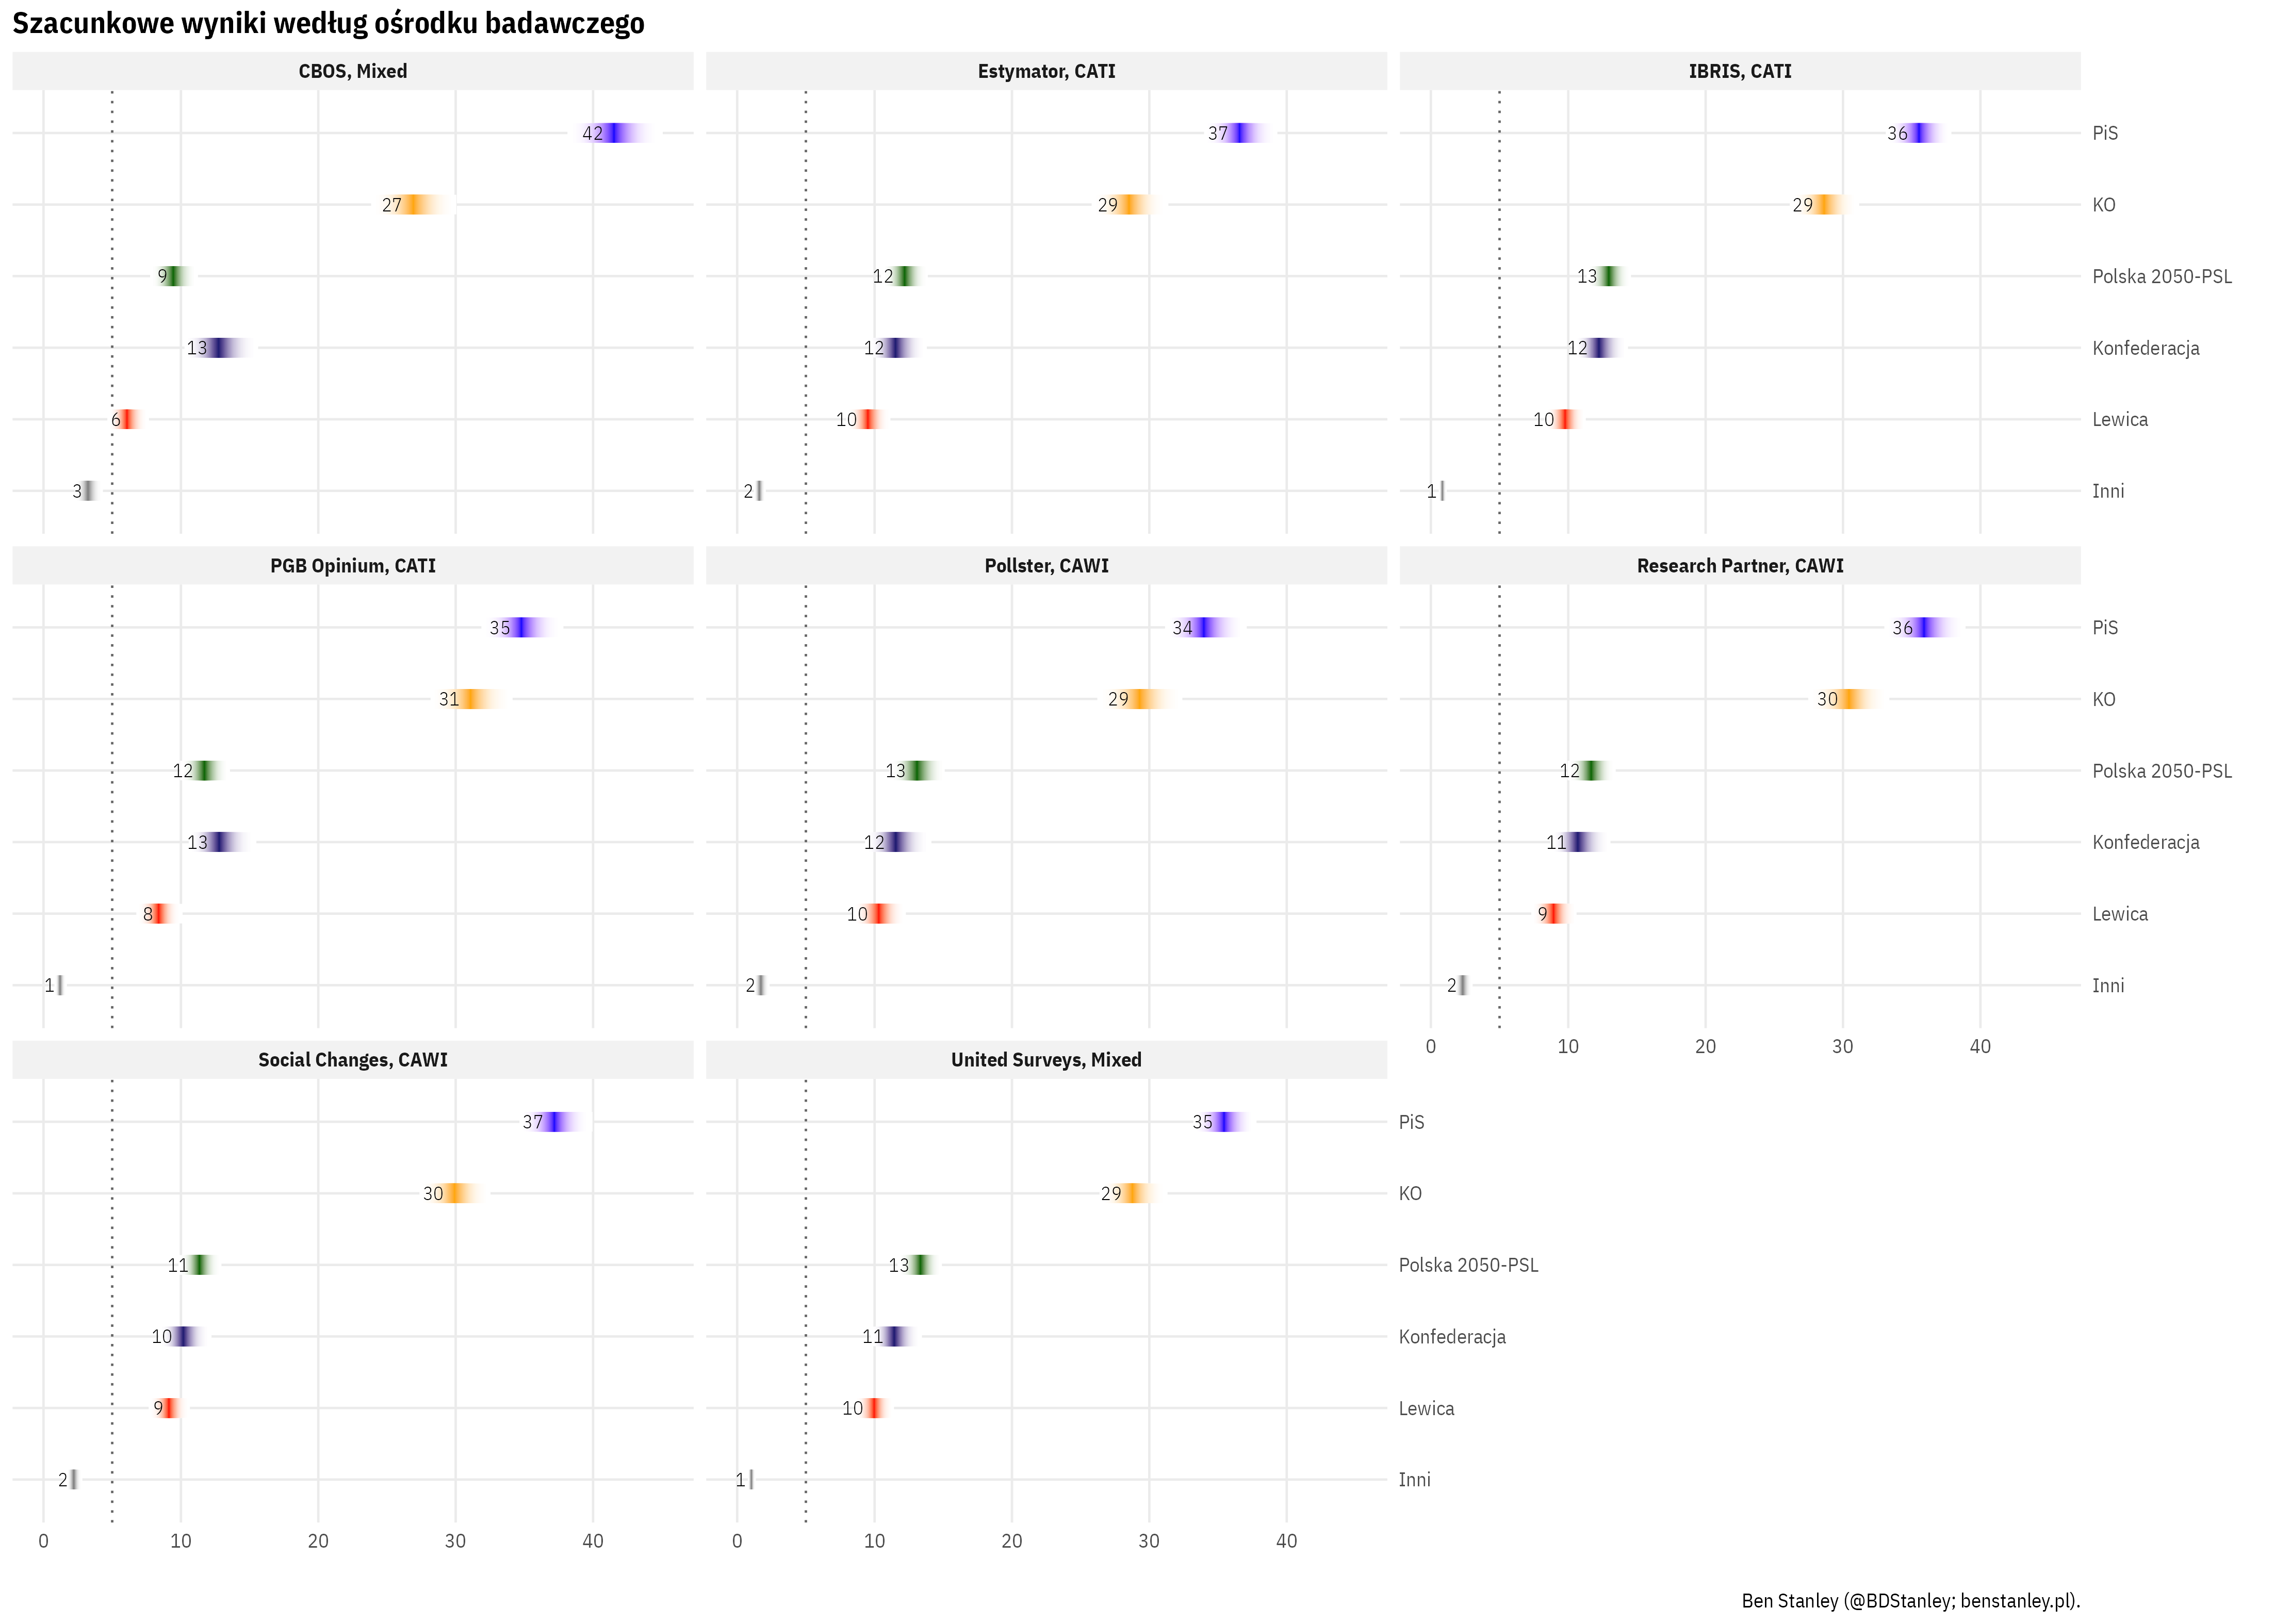 Szacunkowe wyniki według ośrodku badawczego
CBOS, Mixed
Estymator, CATI
IBRIS, CATI
42
37
36
PiS
27
29
29
KO
9
12
13
Polska 2050-PSL
13
12
12
Konfederacja
6
10
10
Lewica
3
2
1
Inni
PGB Opinium, CATI
Pollster, CAWI
Research Partner, CAWI
35
34
36
PiS
31
29
30
KO
12
13
12
Polska 2050-PSL
13
12
11
Konfederacja
8
10
9
Lewica
1
2
2
Inni
0 10 20 30 40
Social Changes, CAWI
United Surveys, Mixed
37
35
PiS
30
29
KO
11
13
Polska 2050-PSL
10
11
Konfederacja
9
10
Lewica
2
1
Inni
0 10 20 30 40
0 10 20 30 40
Ben Stanley (@BDStanley; benstanley.pl).